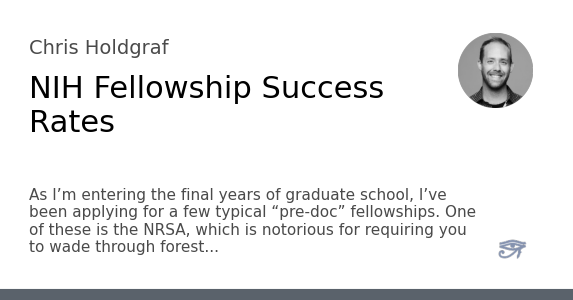 Chris Holdgraf
NIH Fellowship Success
Rates
As I’m entering the final years of graduate school, I’ve
been applying for a few typical “pre-doc” fellowships. One
of these is the NRSA, which is notorious for requiring you
to wade through forest…